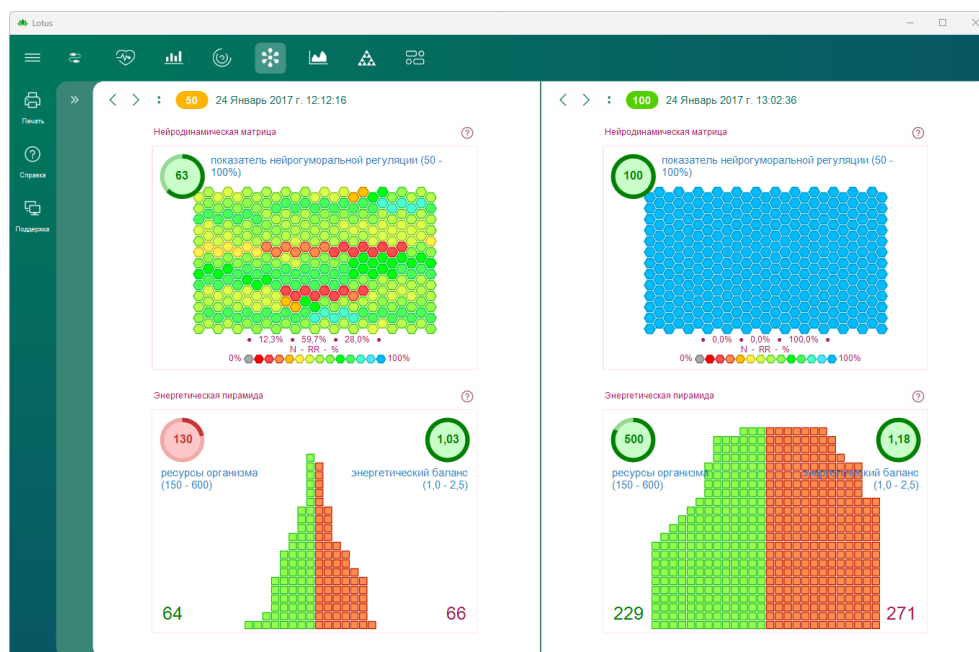 Lotus
Печать
Справка
Поддержка
50 24 Январь 2017 г. 12:12:16
Нейродинамическая матрица
63
показатель нейрогуморальной регуляции (50 -
100%)
12,3% 59,7% 28,0%
N - RR - %
0% 100%
Энергетическая пирамида
130
1,03
ресурсы организма
(150 - 600)
энергетический баланс
(1,0 - 2,5)
64
66
100 24 Январь 2017 г. 13:02:36
Нейродинамическая матрица
100
показатель нейрогуморальной регуляции (50 -
100%)
0,0% 0,0% 100,0%
N - RR - %
0% 100%
Энергетическая пирамида
500
1,18
ресурсы организма
(150 - 600)
энергетический баланс
(1,0 - 2,5)
229
271